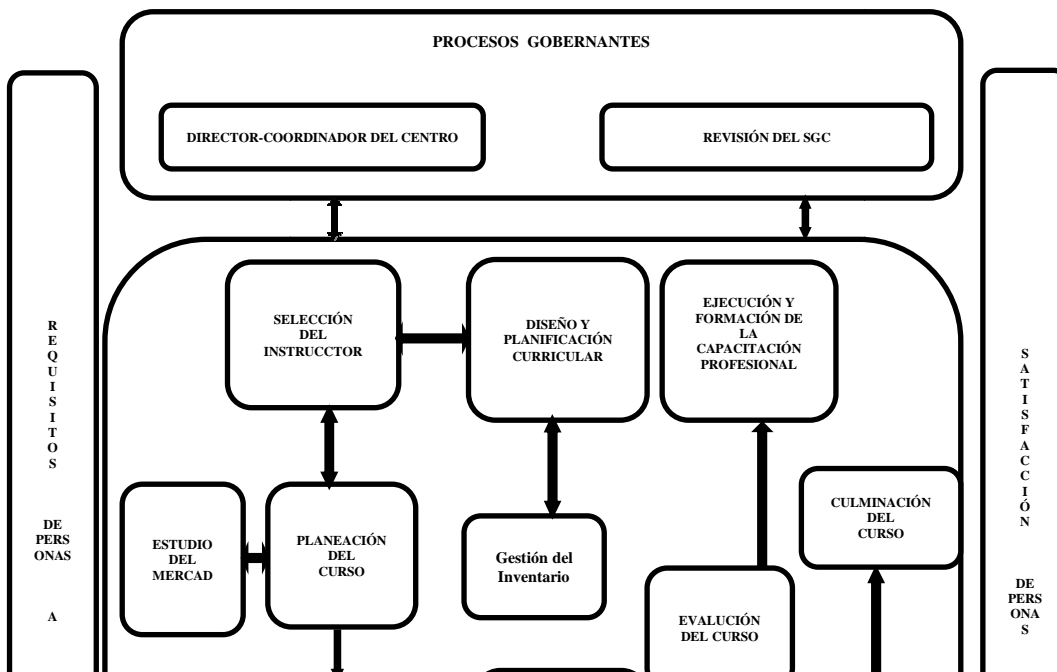 PROCESOS GOBERNANTES
DIRECTOR-COORDINADOR DEL CENTRO
REVISIÓN DEL SGC
R
E
Q
U
I
S
I
T
O
S
DE
PERS
ONAS
A
SELECCIÓN
DEL
INSTRUCCTOR
DISEÑO Y
PLANIFICACIÓN
CURRICULAR
EJECUCIÓN Y
FORMACIÓN DE
LA
CAPACITACIÓN
PROFESIONAL
ESTUDIO
DEL
MERCAD
PLANEACIÓN
DEL
CURSO
Gestión del
Inventario
CULMINACIÓN
DEL
CURSO
EVALUCIÓN
DEL CURSO
S
A
T
I
S
F
A
C
C
I
Ó
N
DE
PERS
ONA
S